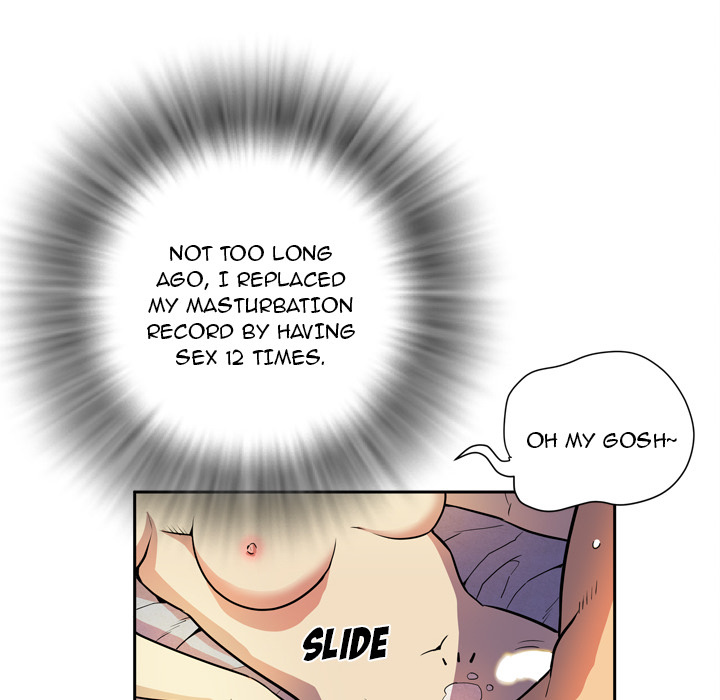 NOT TOO LONG
AGO, I REPLACED
MY MASTURBATION
RECORD BY HAVING
SEX 12 TIMES.
OH MY GOSH~
SLIDE